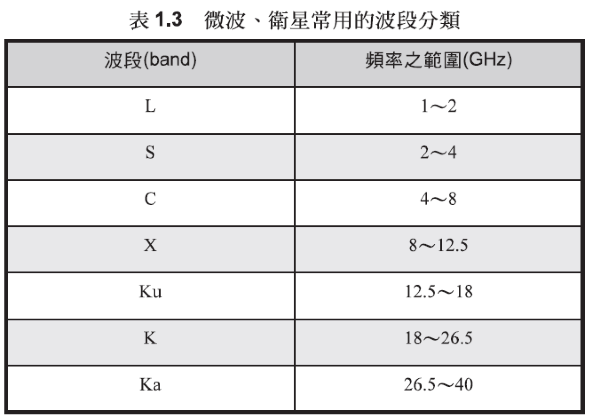 表 1.3 微波、衛星常用的波段分類
波段(band) 頻率之範圍(GHz)
L 1～2
S 2～4
C 4～8
X 8～12.5
Ku 12.5～18
K 18～26.5
Ka 26.5～40